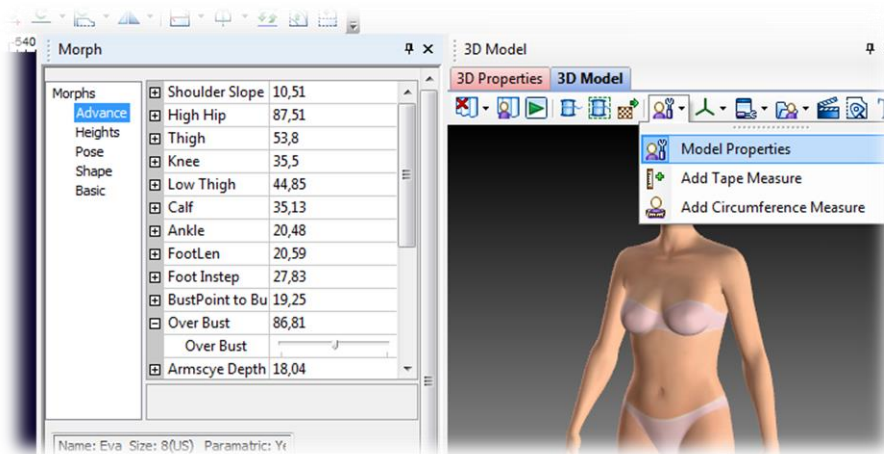 540
Morph
3D Model
3D Properties
3D Model
Morphs
Advance
Heights
Pose
Shape
Basic
Shoulder Slope 10,51
High Hip 87,51
Thigh 53,8
Knee 35,5
Low Thigh 44,85
Calf 35,13
Ankle 20,48
FootLen 20,59
Foot Instep 27,83
BustPoint to Bu 19,25
Over Bust 86,81
Over Bust
Armscye Depth 18,04
Model Properties
Add Tape Measure
Add Circumference Measure
Name: Eva Size: 8(US) Paramatric: Ye